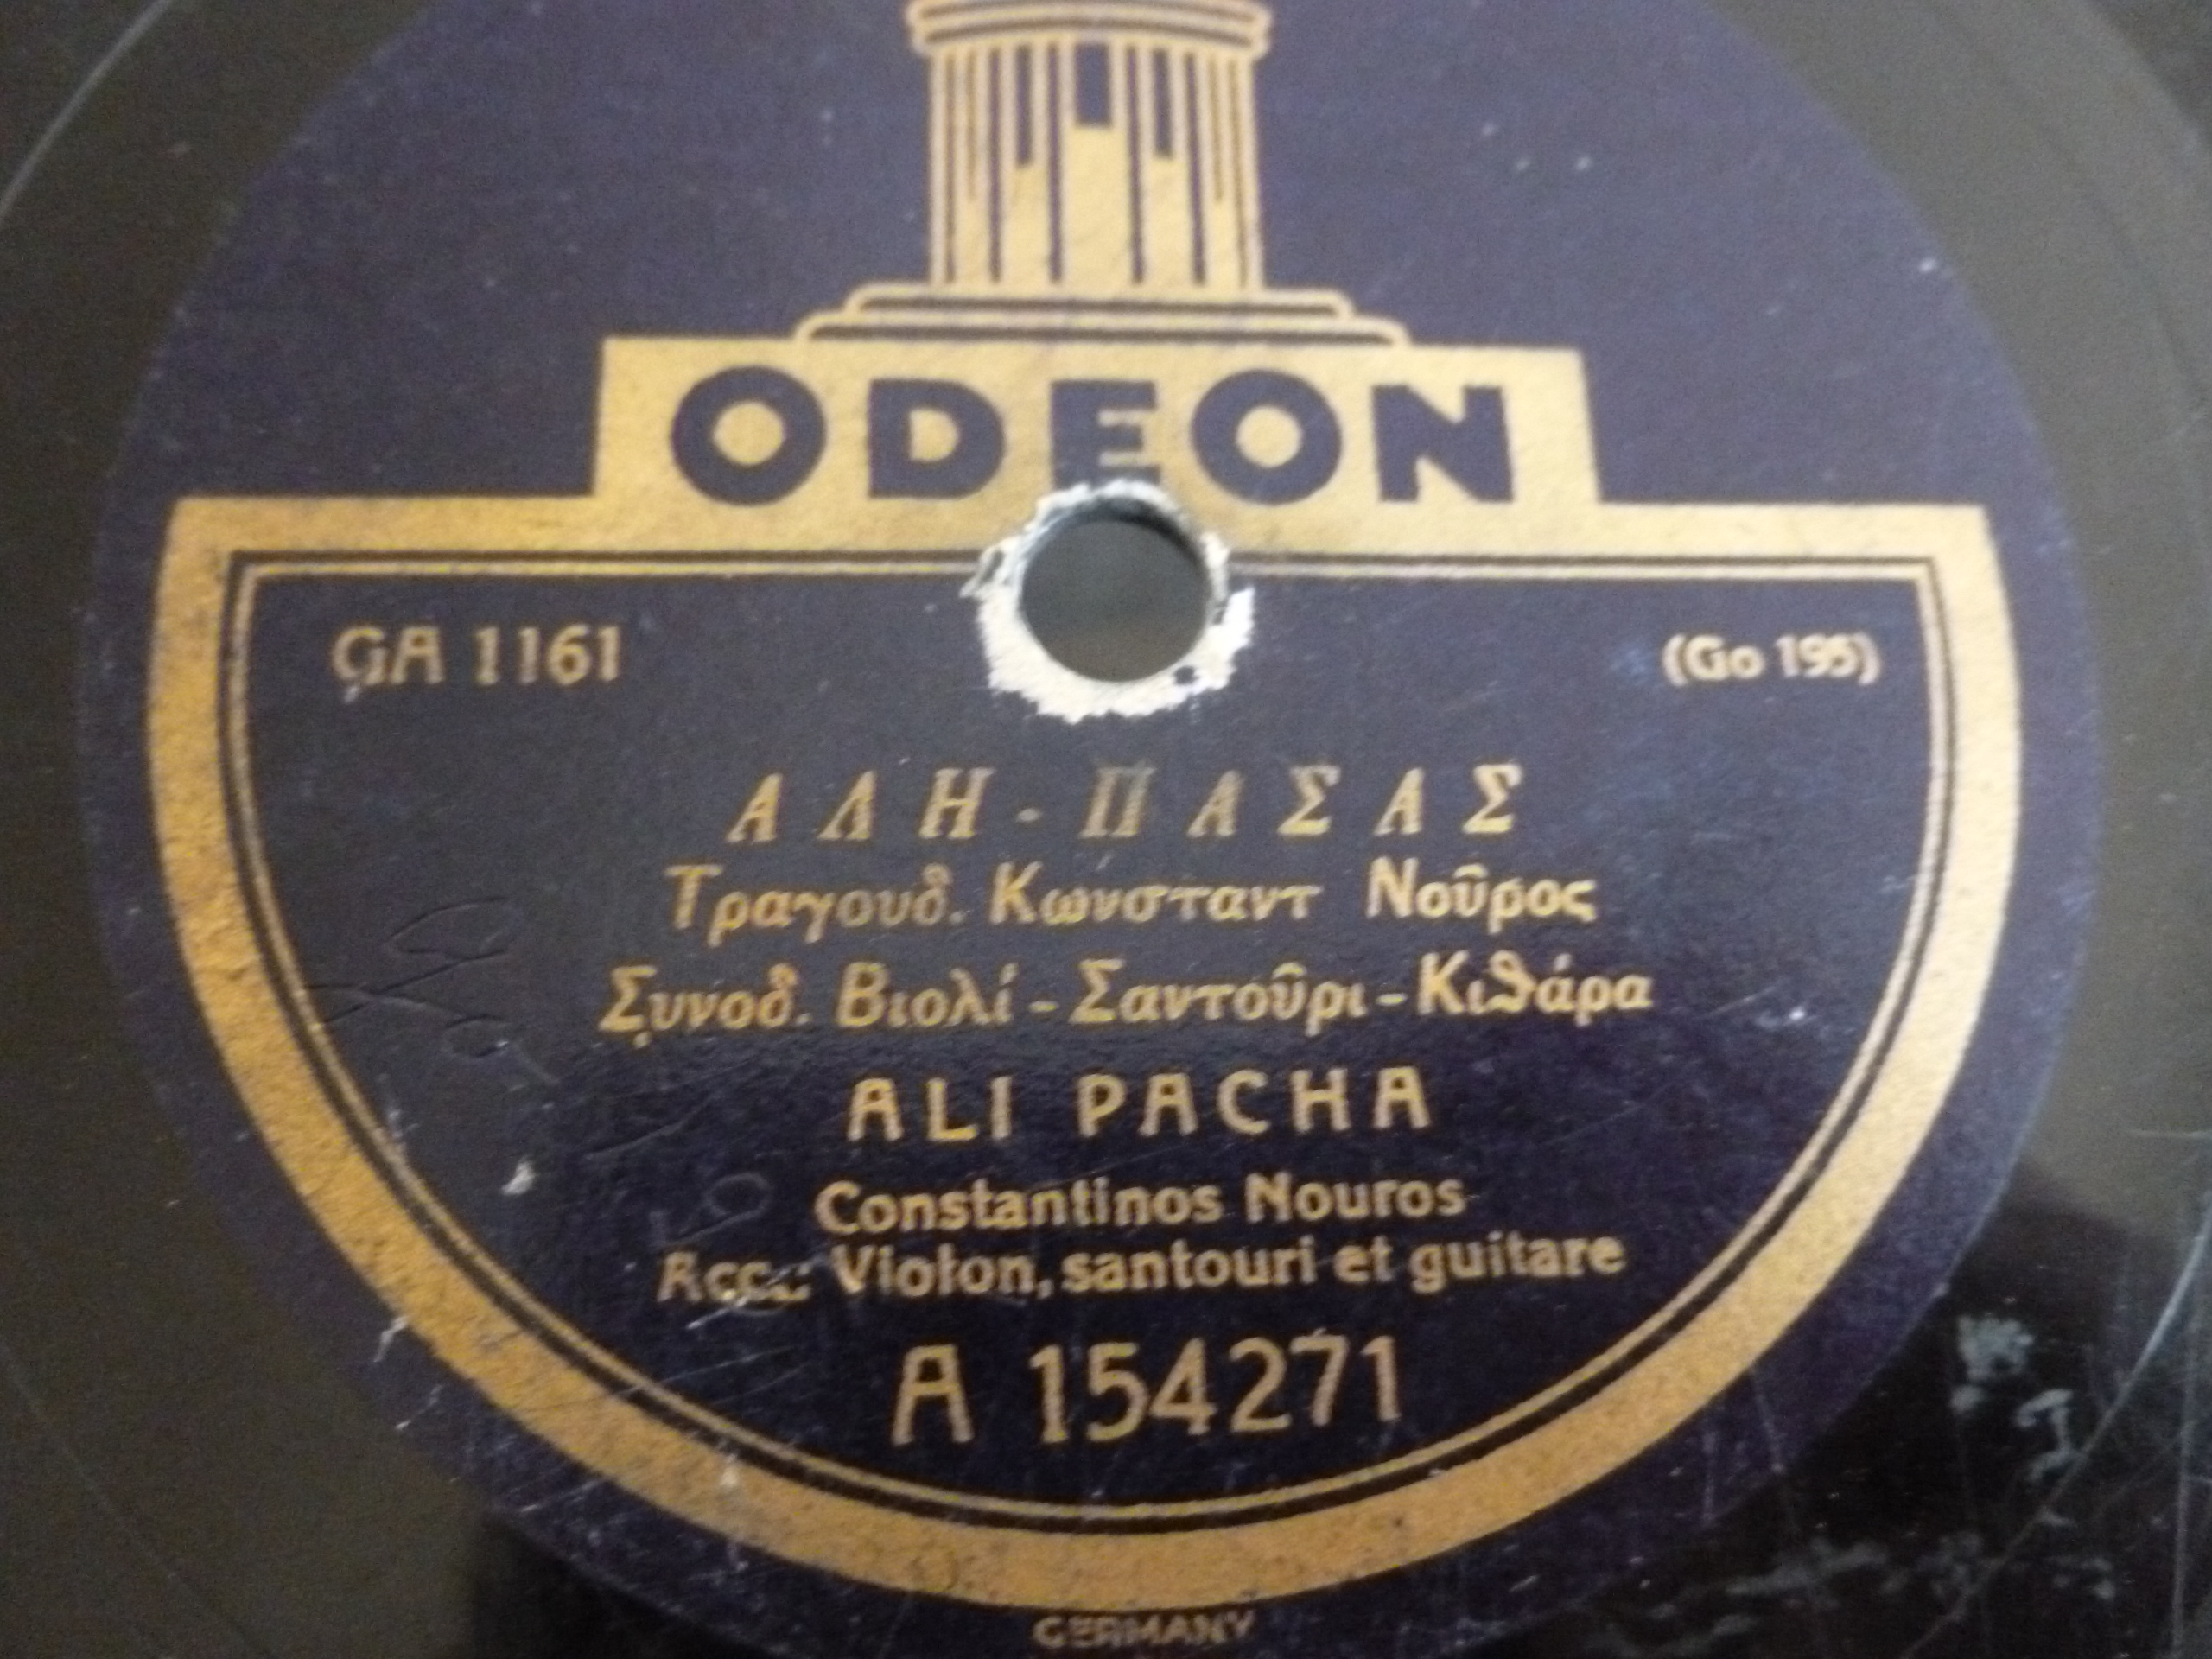 ODEON
GA 1161 (Go 195)
ΑΛΗ-ΠΑΣΑΣ
Τραγουδ. Κωνσταντ Νοῦρος
Συνοδ. Βιολί - Σαντοῦρι - Κιθάρα
ALI PACHA
Constantinos Nouros
Acc.: Violon, santouri et guitare
A 154271
GERMANY